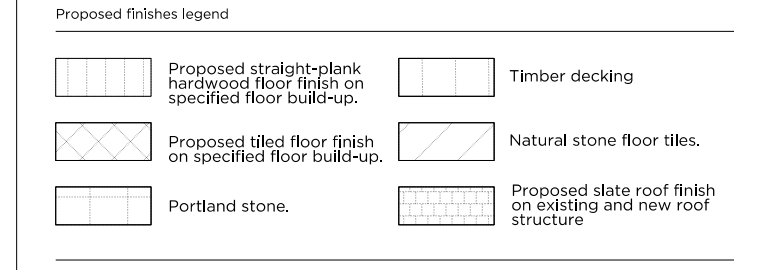 Proposed finishes legend
Proposed straight-plank
hardwood floor finish on
specified floor build-up.
Timber decking
Proposed tiled floor finish
on specified floor build-up.
Natural stone floor tiles.
Portland stone.
Proposed slate roof finish
on existing and new roof
structure